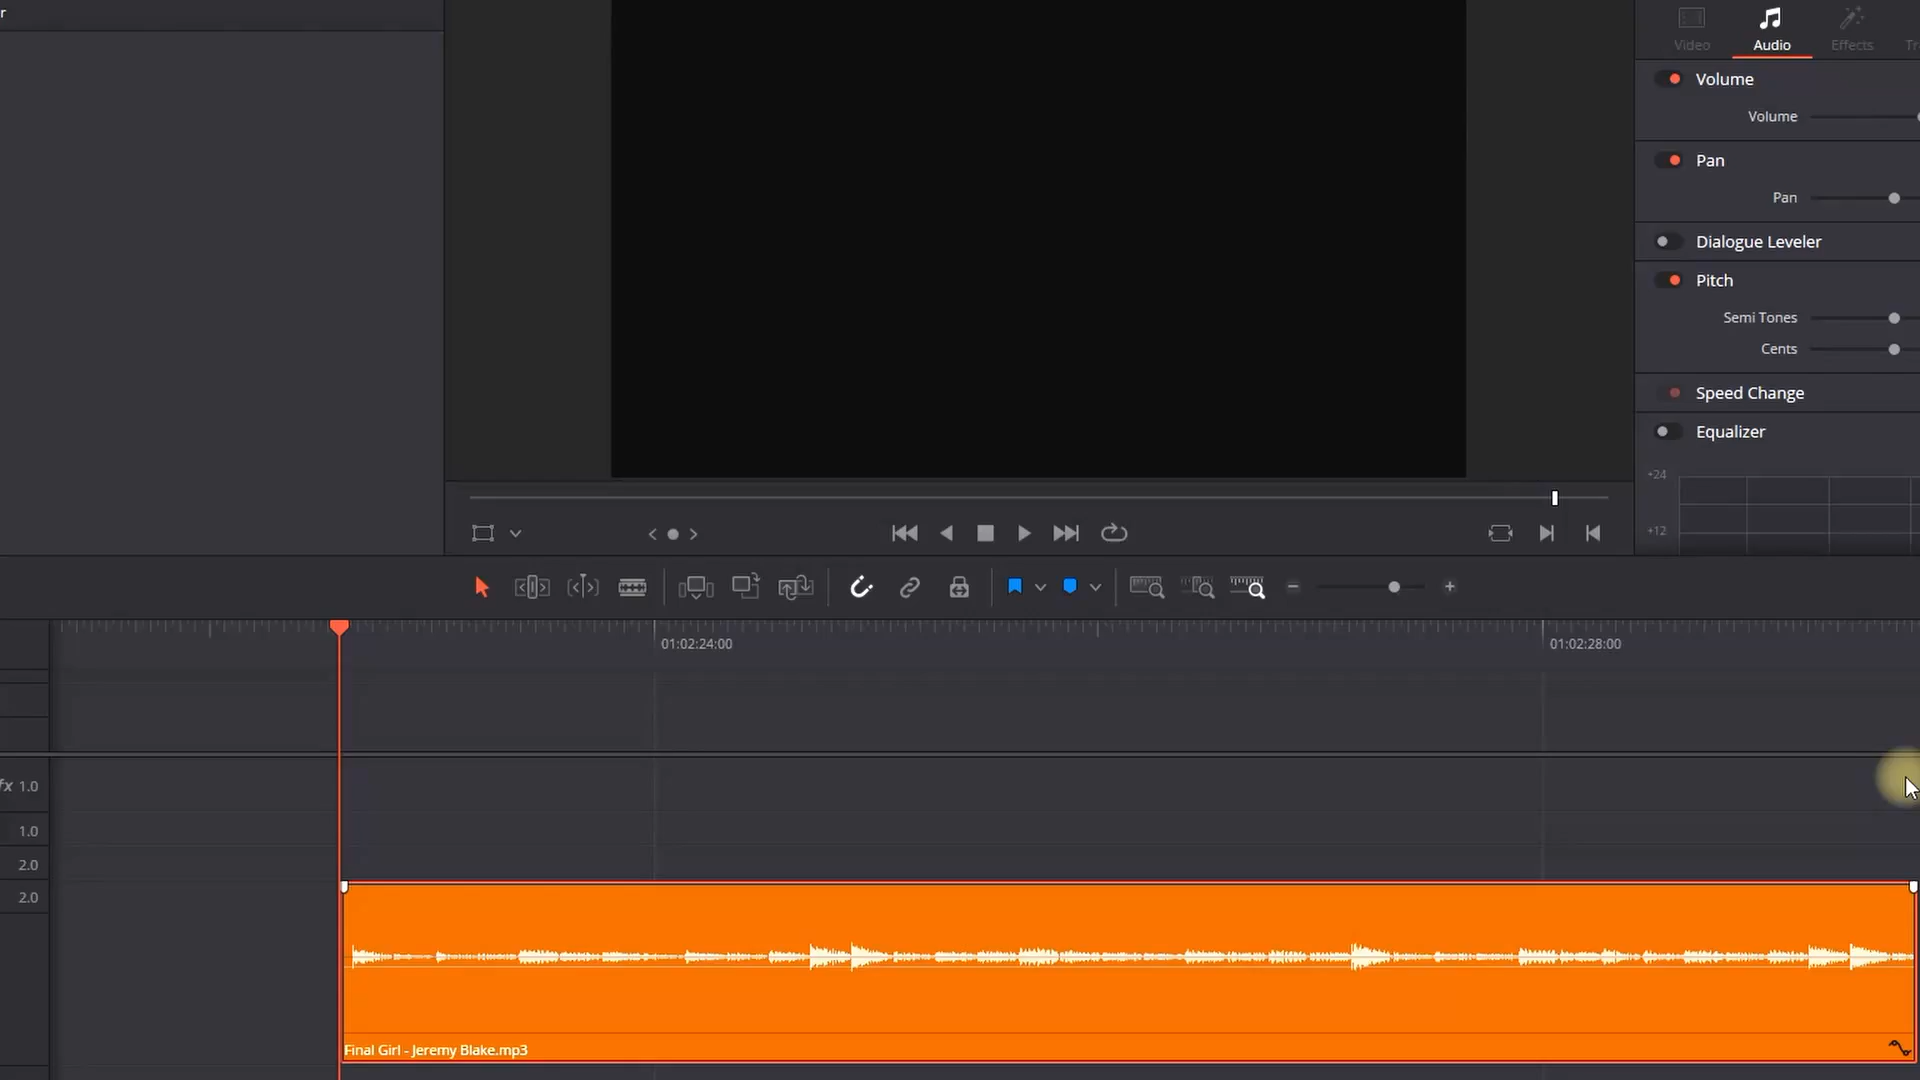 r
Video
Audio
Effects
Tr
Volume
Volume
Pan
Pan
Dialogue Leveler
Pitch
Semi Tones
Cents
Speed Change
Equalizer
+24
+12
01:02:24:00
01:02:28:00
fx 1.0
1.0
2.0
2.0
Final Girl - Jeremy Blake.mp3